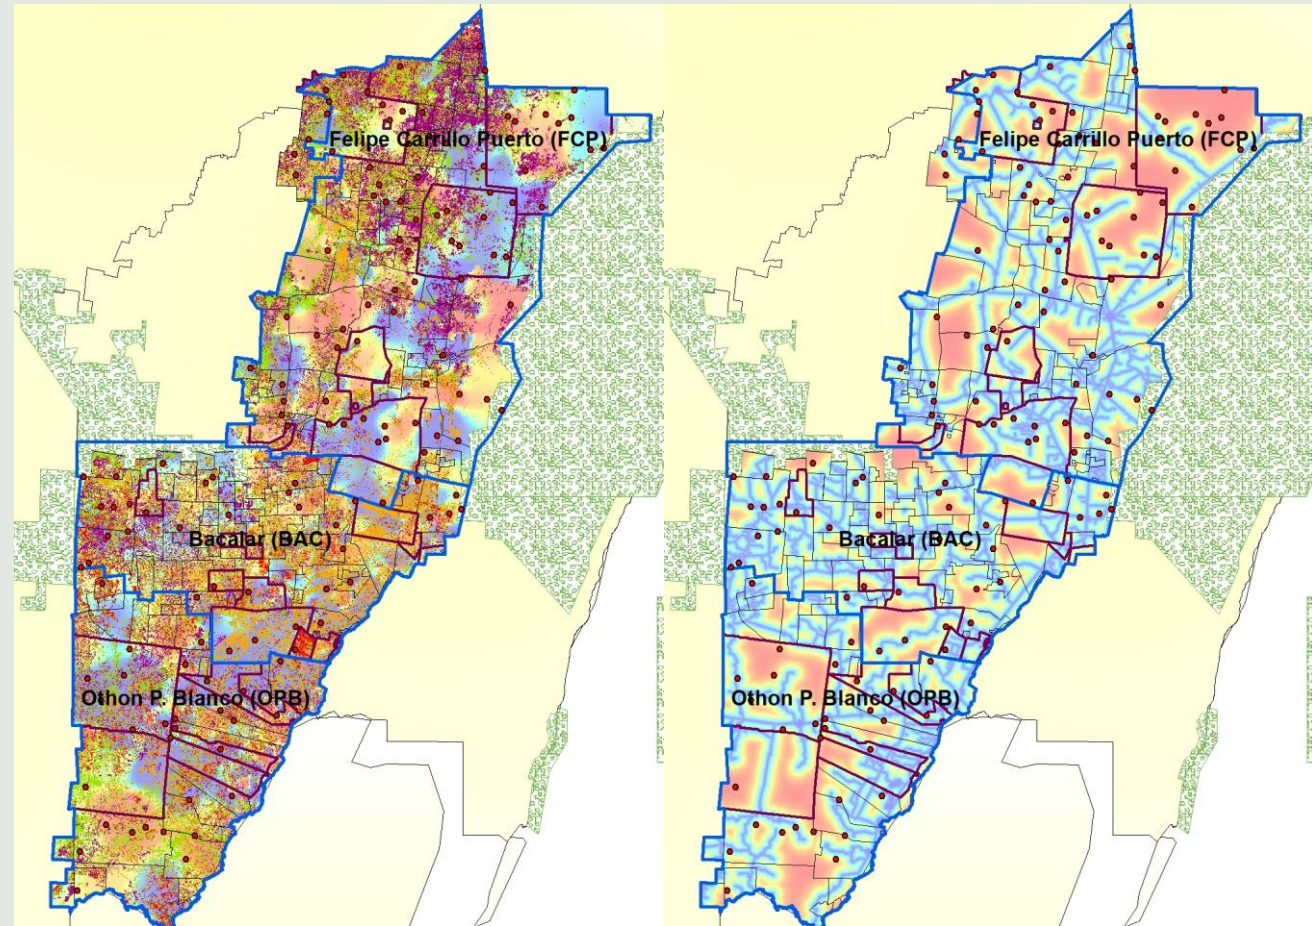 Felipe Carrillo Puerto (FCP)
Bacalar (BAC)
Othon P. Blanco (OPB)
Felipe Carrillo Puerto (FCP)
Bacalar (BAC)
Othon P. Blanco (OPB)